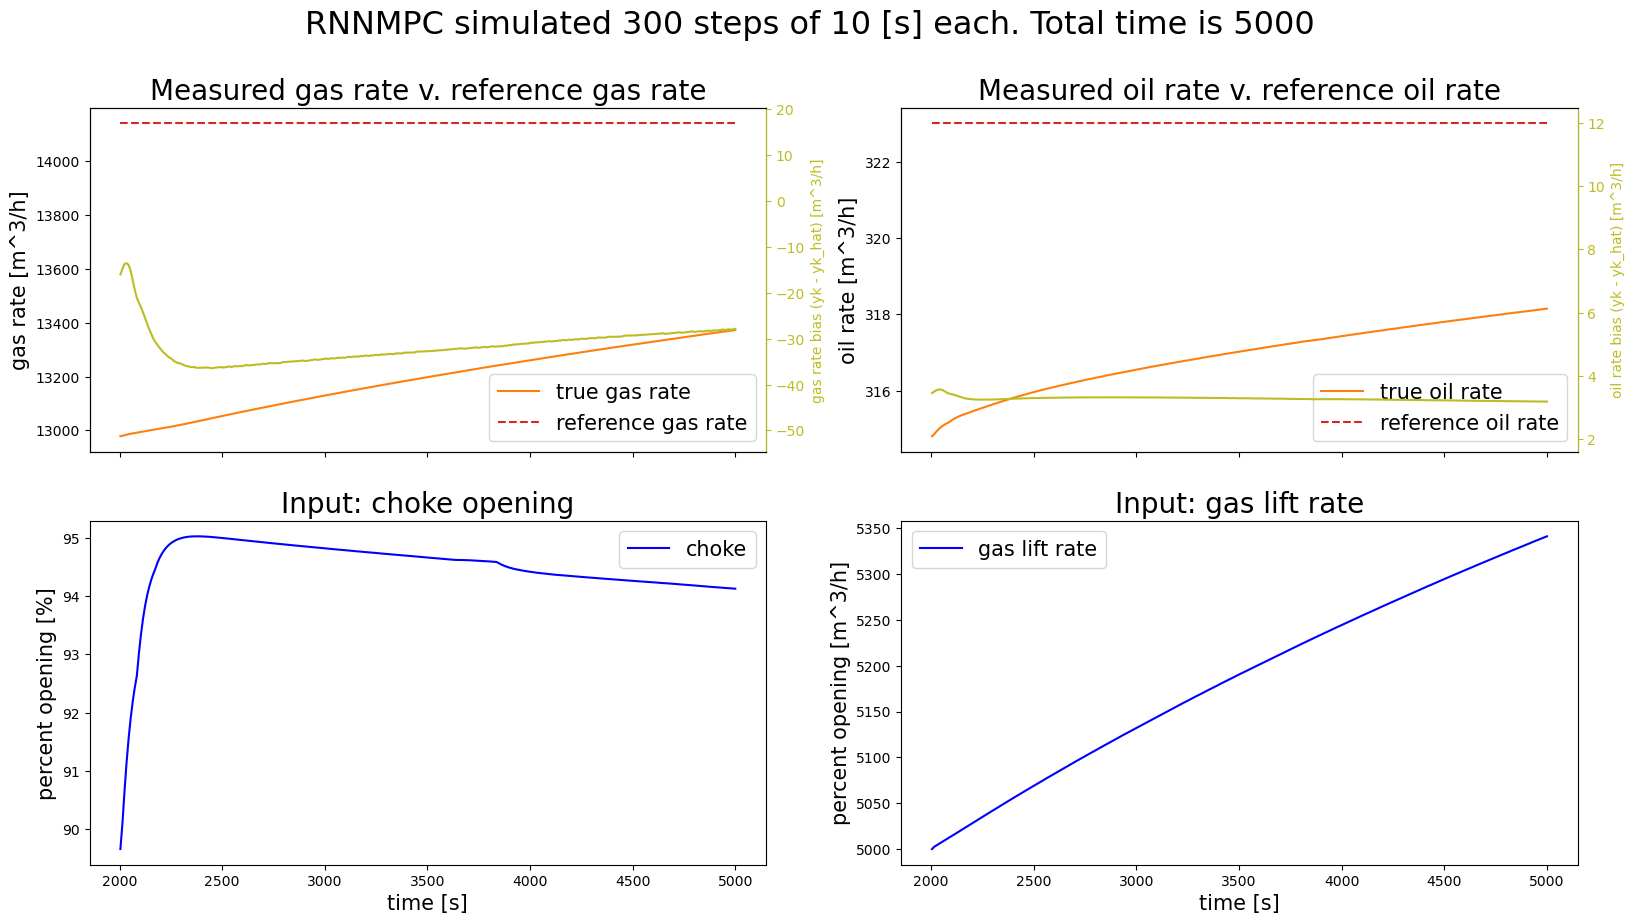 RNNMPC simulated 300 steps of 10 [s] each. Total time is 5000
Measured gas rate v. reference gas rate
gas rate [m^3/h]
14000
13800
13600
13400
13200
13000
20
10
0
−10
−20
−30
−40
−50
gas rate bias (yk - yk_hat) [m^3/h]
true gas rate
reference gas rate
Measured oil rate v. reference oil rate
oil rate [m^3/h]
322
320
318
316
12
10
8
6
4
2
oil rate bias (yk - yk_hat) [m^3/h]
true oil rate
reference oil rate
Input: choke opening
percent opening [%]
95
94
93
92
91
90
choke
2000 2500 3000 3500 4000 4500 5000
time [s]
Input: gas lift rate
percent opening [m^3/h]
5350
5300
5250
5200
5150
5100
5050
5000
gas lift rate
2000 2500 3000 3500 4000 4500 5000
time [s]